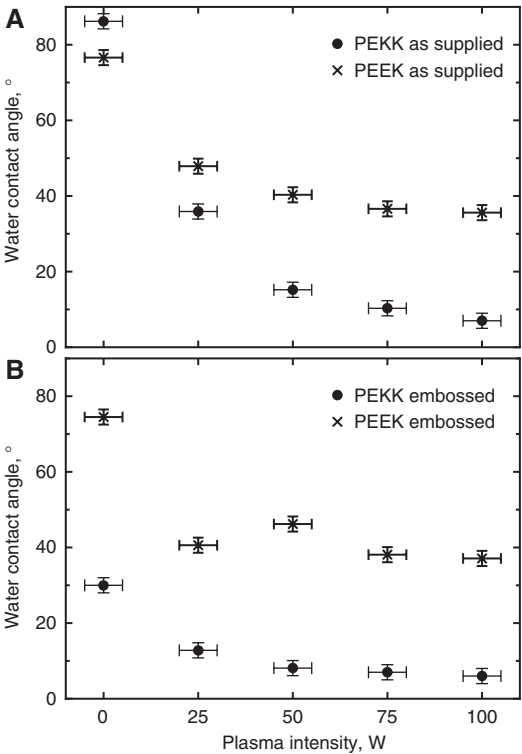 A
PEKK as supplied
PEEK as supplied
Water contact angle, °
80
60
40
20
0
B
PEKK embossed
PEEK embossed
Water contact angle, °
80
60
40
20
0
0 25 50 75 100
Plasma intensity, W